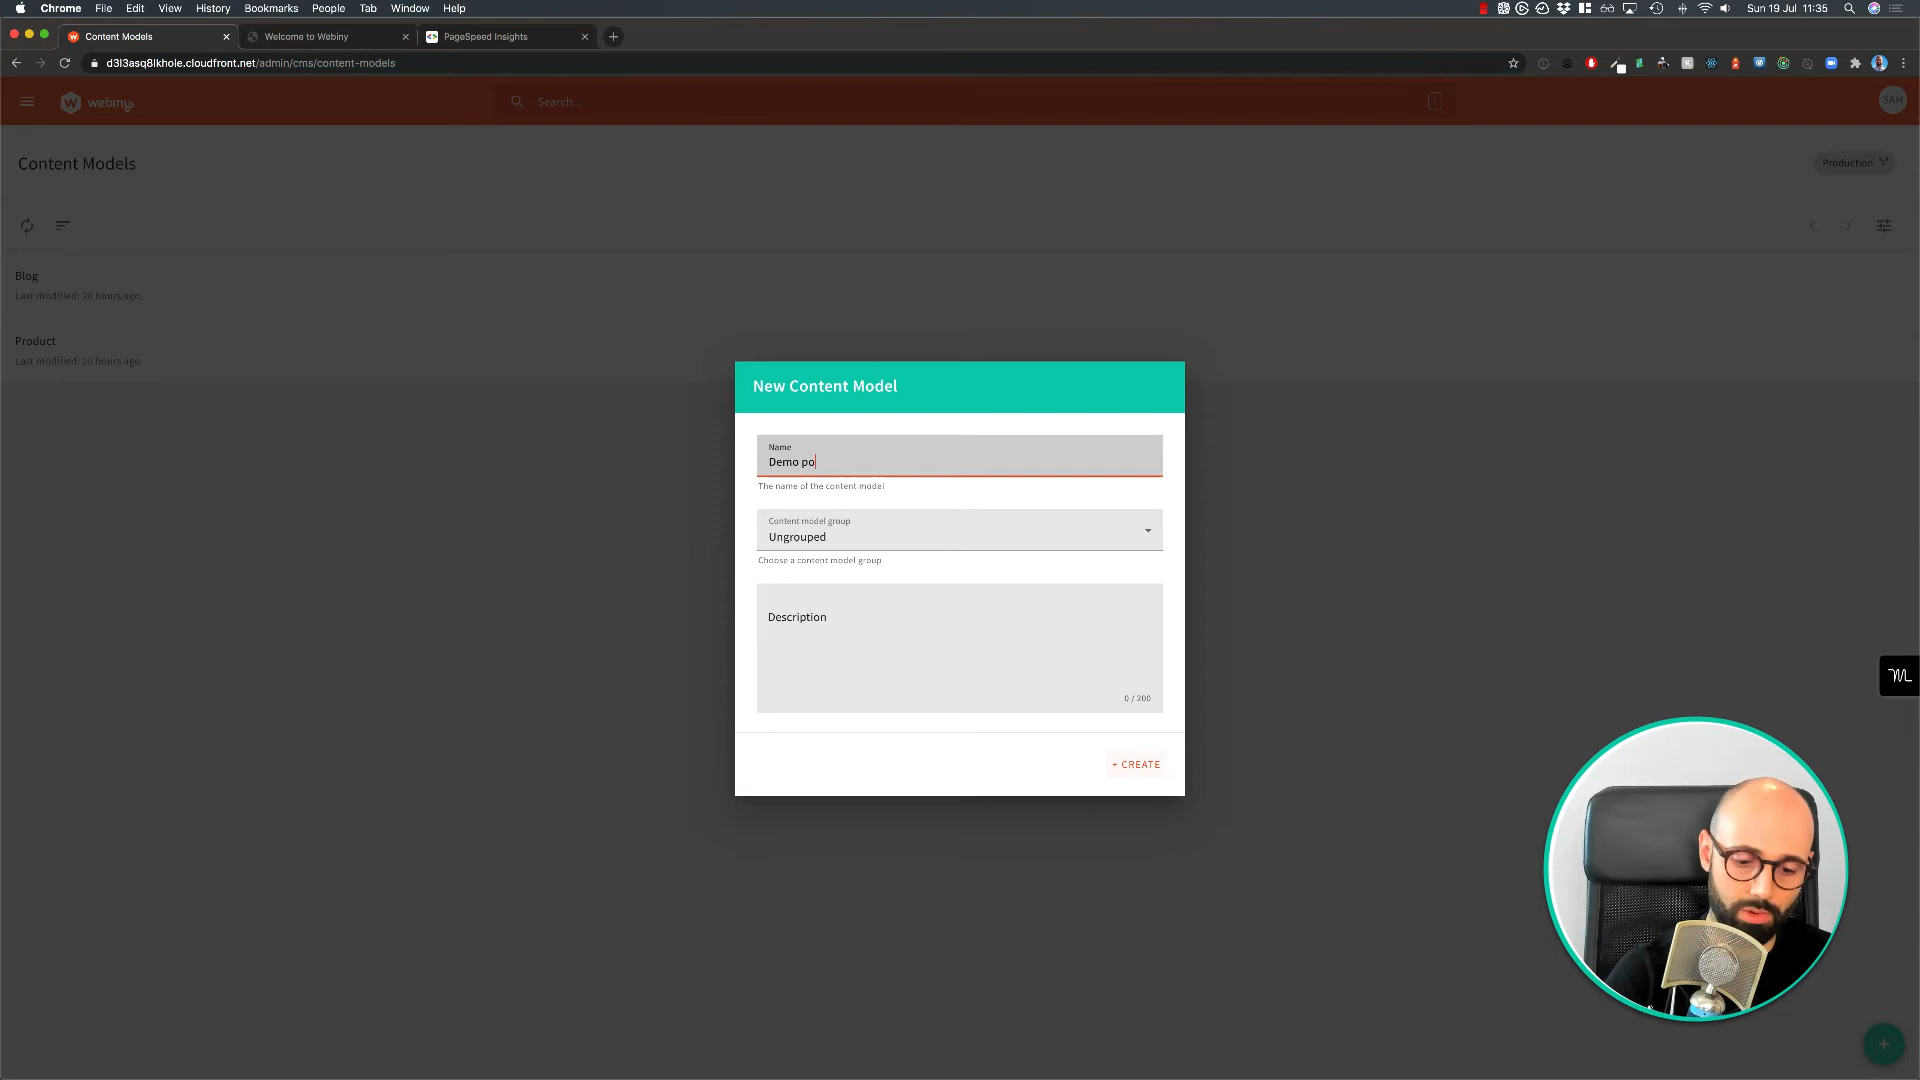 Chrome File Edit View History Bookmarks People Tab Window Help Sun 19 Jul 11:35
Content Models Welcome to Webiny PageSpeed Insights
d3l3asq8lkhole.cloudfront.net/admin/cms/content-models
webiny Search... / SAH
Content Models Production
Blog
Last modified: 20 hours ago.
Product
Last modified: 20 hours ago.
New Content Model
Name
Demo po
The name of the content model
Content model group
Ungrouped
Choose a content model group
Description
0 / 200
+ CREATE